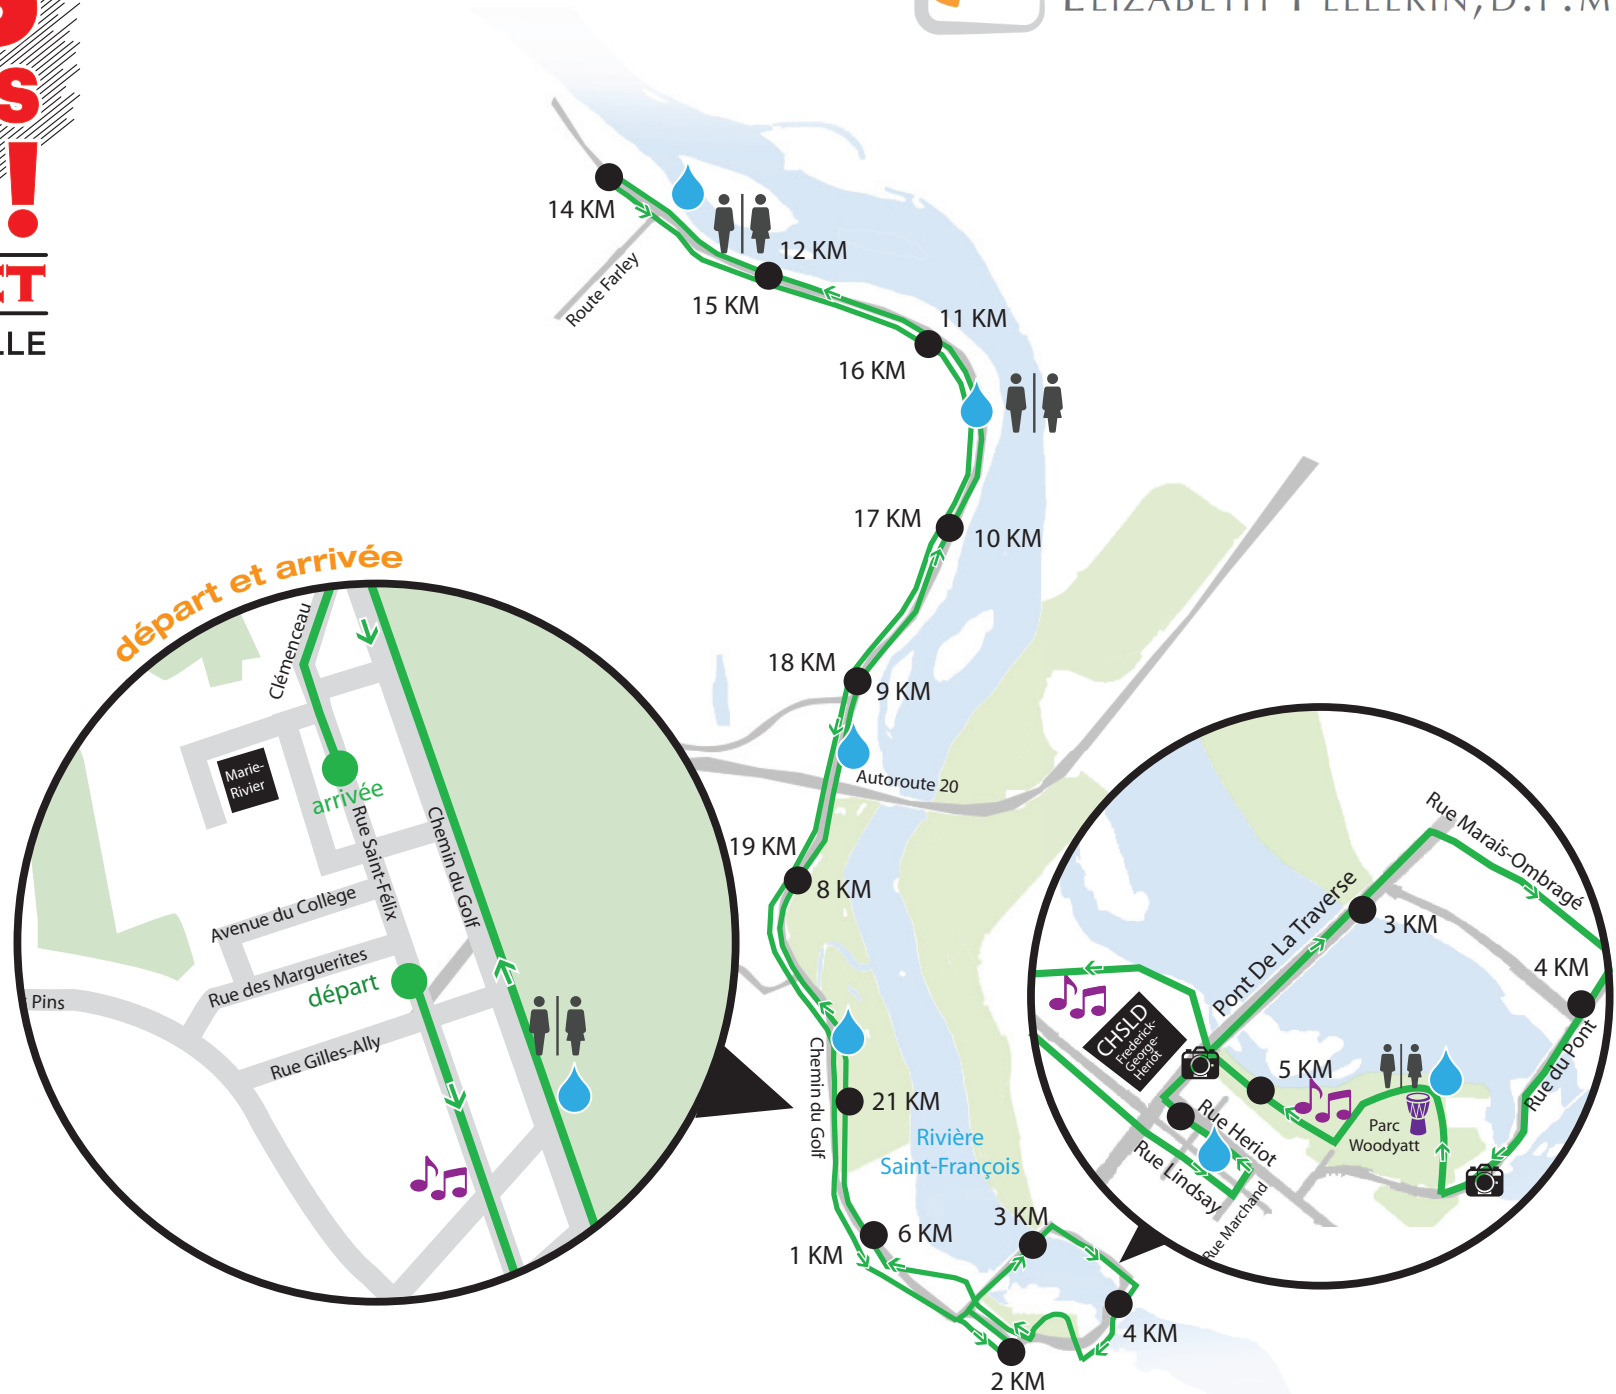 S
!
CT
LLE
ELIZABETH PELLERIN, D.P.M
14 KM
12 KM
Route Farley
15 KM
11 KM
16 KM
17 KM
10 KM
18 KM
9 KM
Autoroute 20
19 KM
8 KM
Chemin du Golf
21 KM
Rivière
Saint-François
6 KM
1 KM
3 KM
4 KM
2 KM
départ et arrivée
Clémenceau
Marie-
Rivier
arrivée
Rue Saint-Félix
Chemin du Golf
Avenue du Collège
Rue des Marguerites
départ
Pins
Rue Gilles-Ally
Rue Marais-Ombragé
Pont De La Traverse
3 KM
4 KM
CHSLD
Frederick-
George-
Heriot
5 KM
Rue du Pont
Rue Heriot
Parc
Woodyatt
Rue Lindsay
Rue Marchand